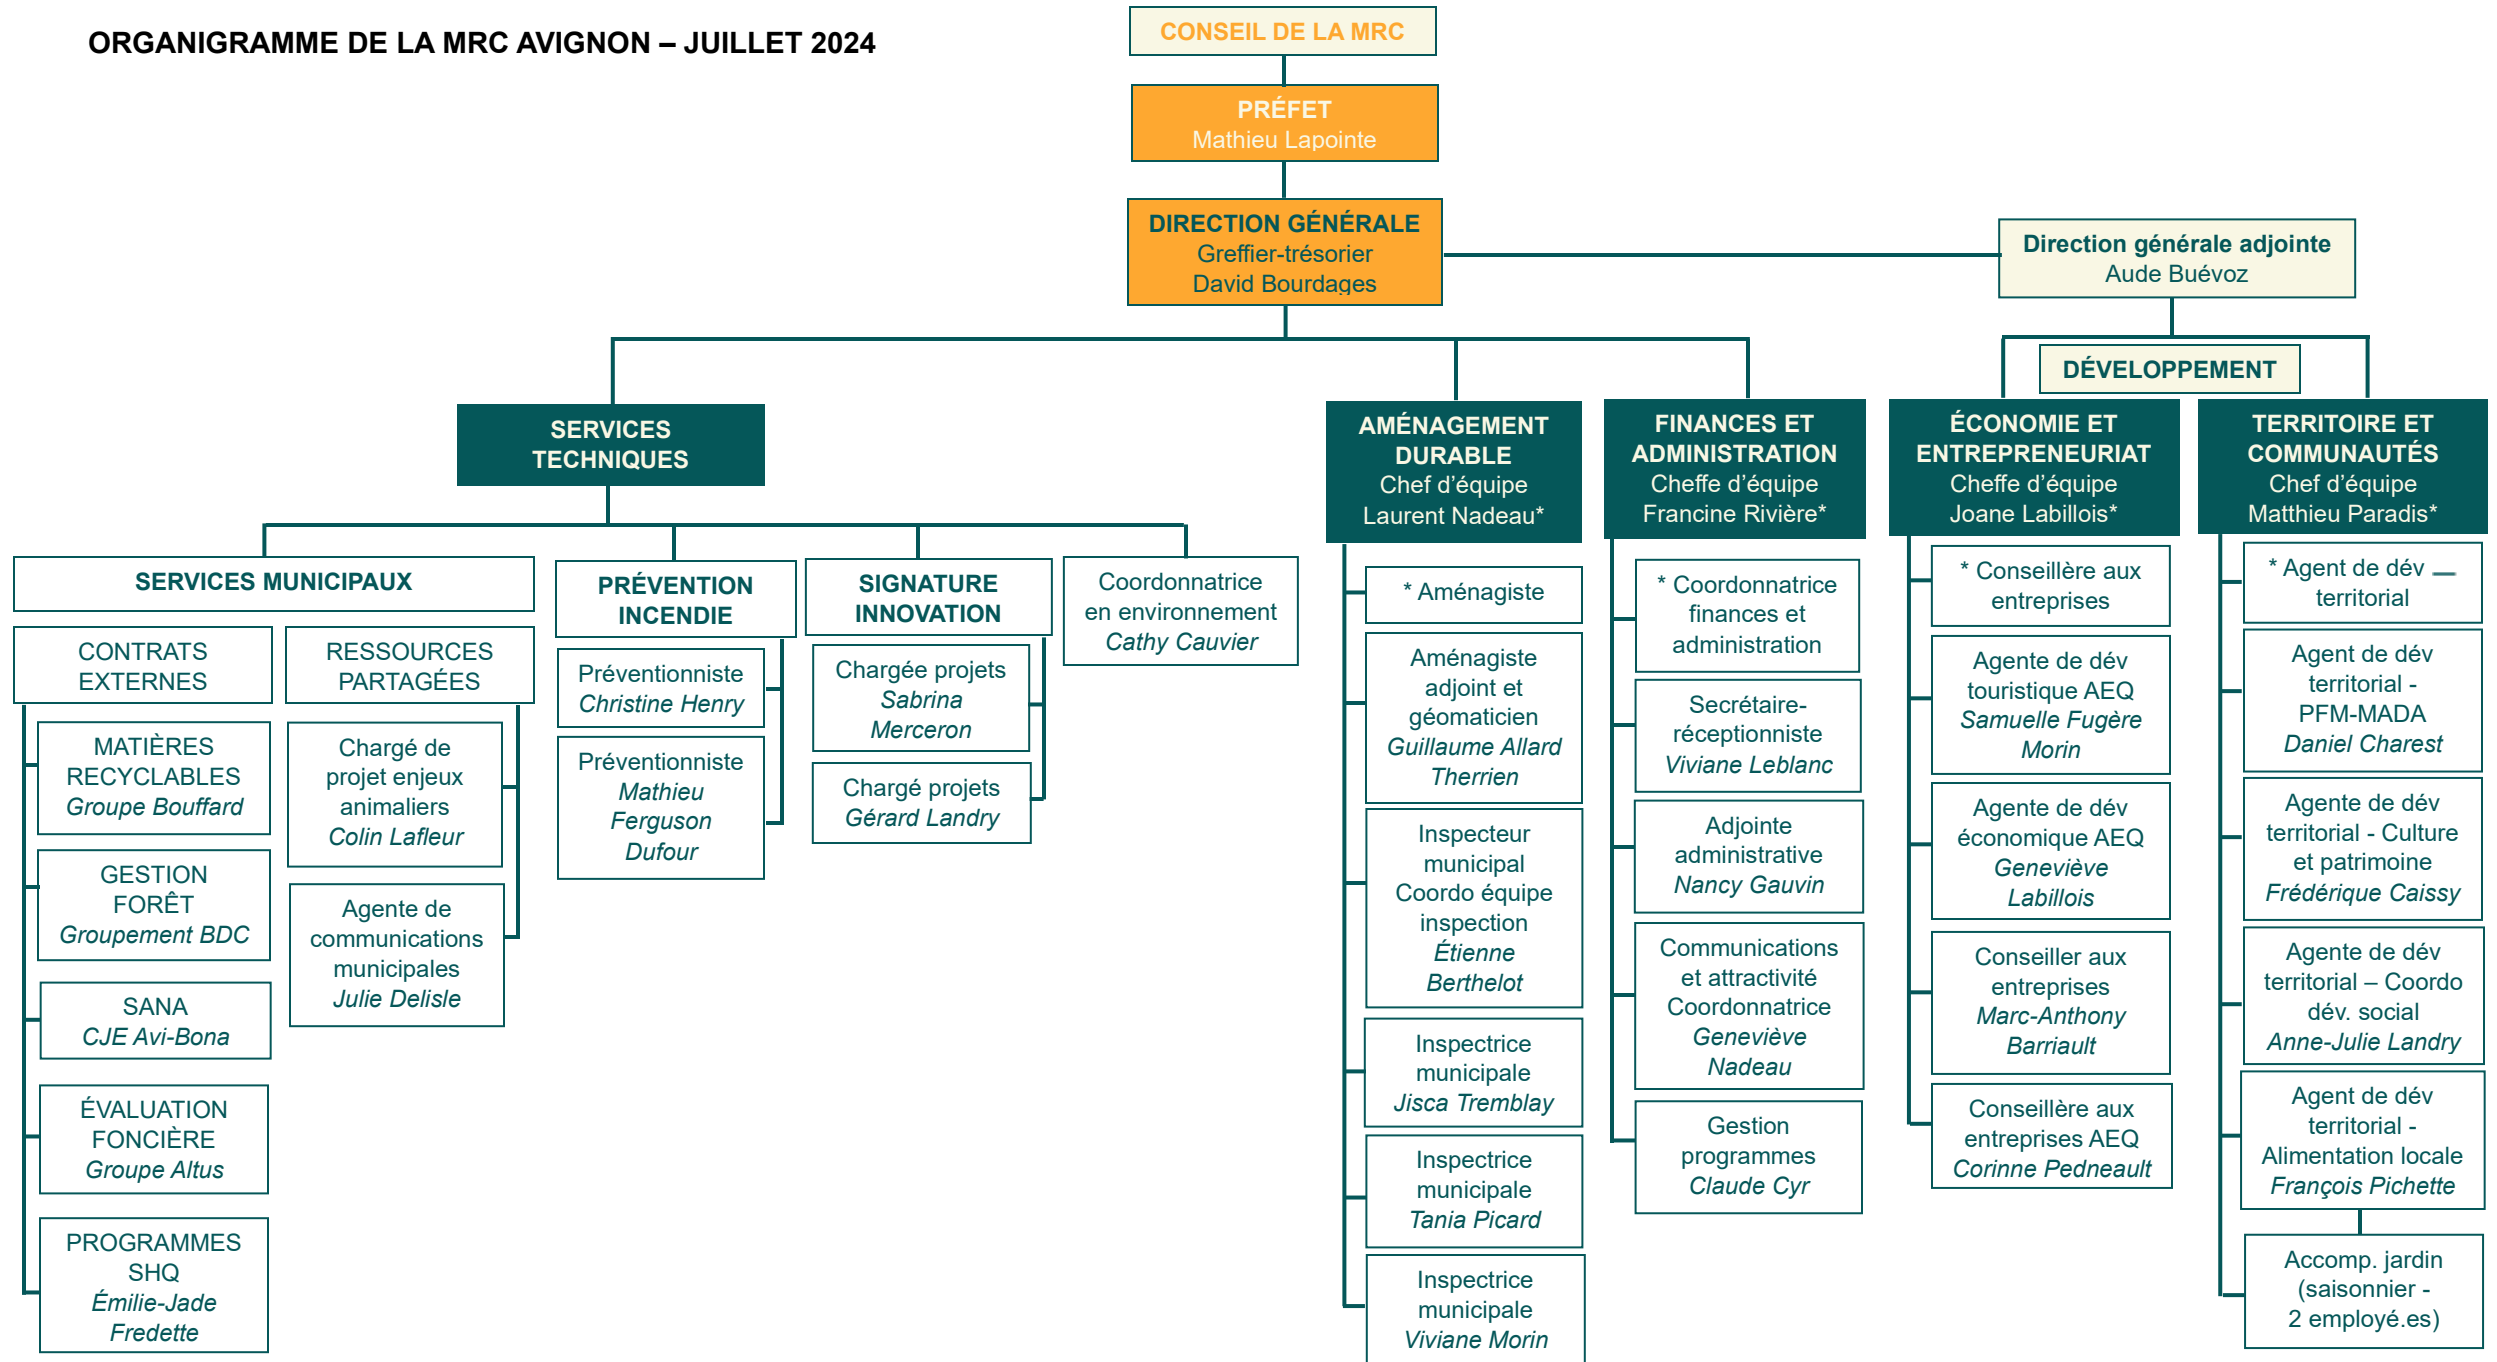 ORGANIGRAMME DE LA MRC AVIGNON – JUILLET 2024
CONSEIL DE LA MRC
PRÉFET
Mathieu Lapointe
DIRECTION GÉNÉRALE
Greffier-trésorier
David Bourdages
Direction générale adjointe
Aude Buévoz
DÉVELOPPEMENT
SERVICES
TECHNIQUES
SERVICES MUNICIPAUX
CONTRATS
EXTERNES
MATIÈRES
RECYCLABLES
Groupe Bouffard
GESTION
FORÊT
Groupement BDC
SANA
CJE Avi-Bona
ÉVALUATION
FONCIÈRE
Groupe Altus
PROGRAMMES
SHQ
Émilie-Jade
Fredette
RESSOURCES
PARTAGÉES
Chargé de
projet enjeux
animaliers
Colin Lafleur
Agente de
communications
municipales
Julie Delisle
PRÉVENTION
INCENDIE
Préventionniste
Christine Henry
Préventionniste
Mathieu
Ferguson
Dufour
SIGNATURE
INNOVATION
Chargée projets
Sabrina
Merceron
Chargé projets
Gérard Landry
Coordonnatrice
en environnement
Cathy Cauvier
AMÉNAGEMENT
DURABLE
Chef d’équipe
Laurent Nadeau*
* Aménagiste
Aménagiste
adjoint et
géomaticien
Guillaume Allard
Therrien
Inspecteur
municipal
Coordo équipe
inspection
Étienne
Berthelot
Inspectrice
municipale
Jisca Tremblay
Inspectrice
municipale
Tania Picard
Inspectrice
municipale
Viviane Morin
FINANCES ET
ADMINISTRATION
Cheffe d’équipe
Francine Rivière*
* Coordonnatrice
finances et
administration
Secrétaire-
réceptionniste
Viviane Leblanc
Adjointe
administrative
Nancy Gauvin
Communications
et attractivité
Coordonnatrice
Geneviève
Nadeau
Gestion
programmes
Claude Cyr
ÉCONOMIE ET
ENTREPRENEURIAT
Cheffe d’équipe
Joane Labillois*
* Conseillère aux
entreprises
Agente de dév
touristique AEQ
Samuelle Fugère
Morin
Agente de dév
économique AEQ
Geneviève
Labillois
Conseiller aux
entreprises
Marc-Anthony
Barriault
Conseillère aux
entreprises AEQ
Corinne Pedneault
TERRITOIRE ET
COMMUNAUTÉS
Chef d’équipe
Matthieu Paradis*
* Agent de dév
territorial
Agent de dév
territorial -
PFM-MADA
Daniel Charest
Agente de dév
territorial - Culture
et patrimoine
Frédérique Caissy
Agente de dév
territorial – Coordo
dév. social
Anne-Julie Landry
Agent de dév
territorial -
Alimentation locale
François Pichette
Accomp. jardin
(saisonnier -
2 employé.es)